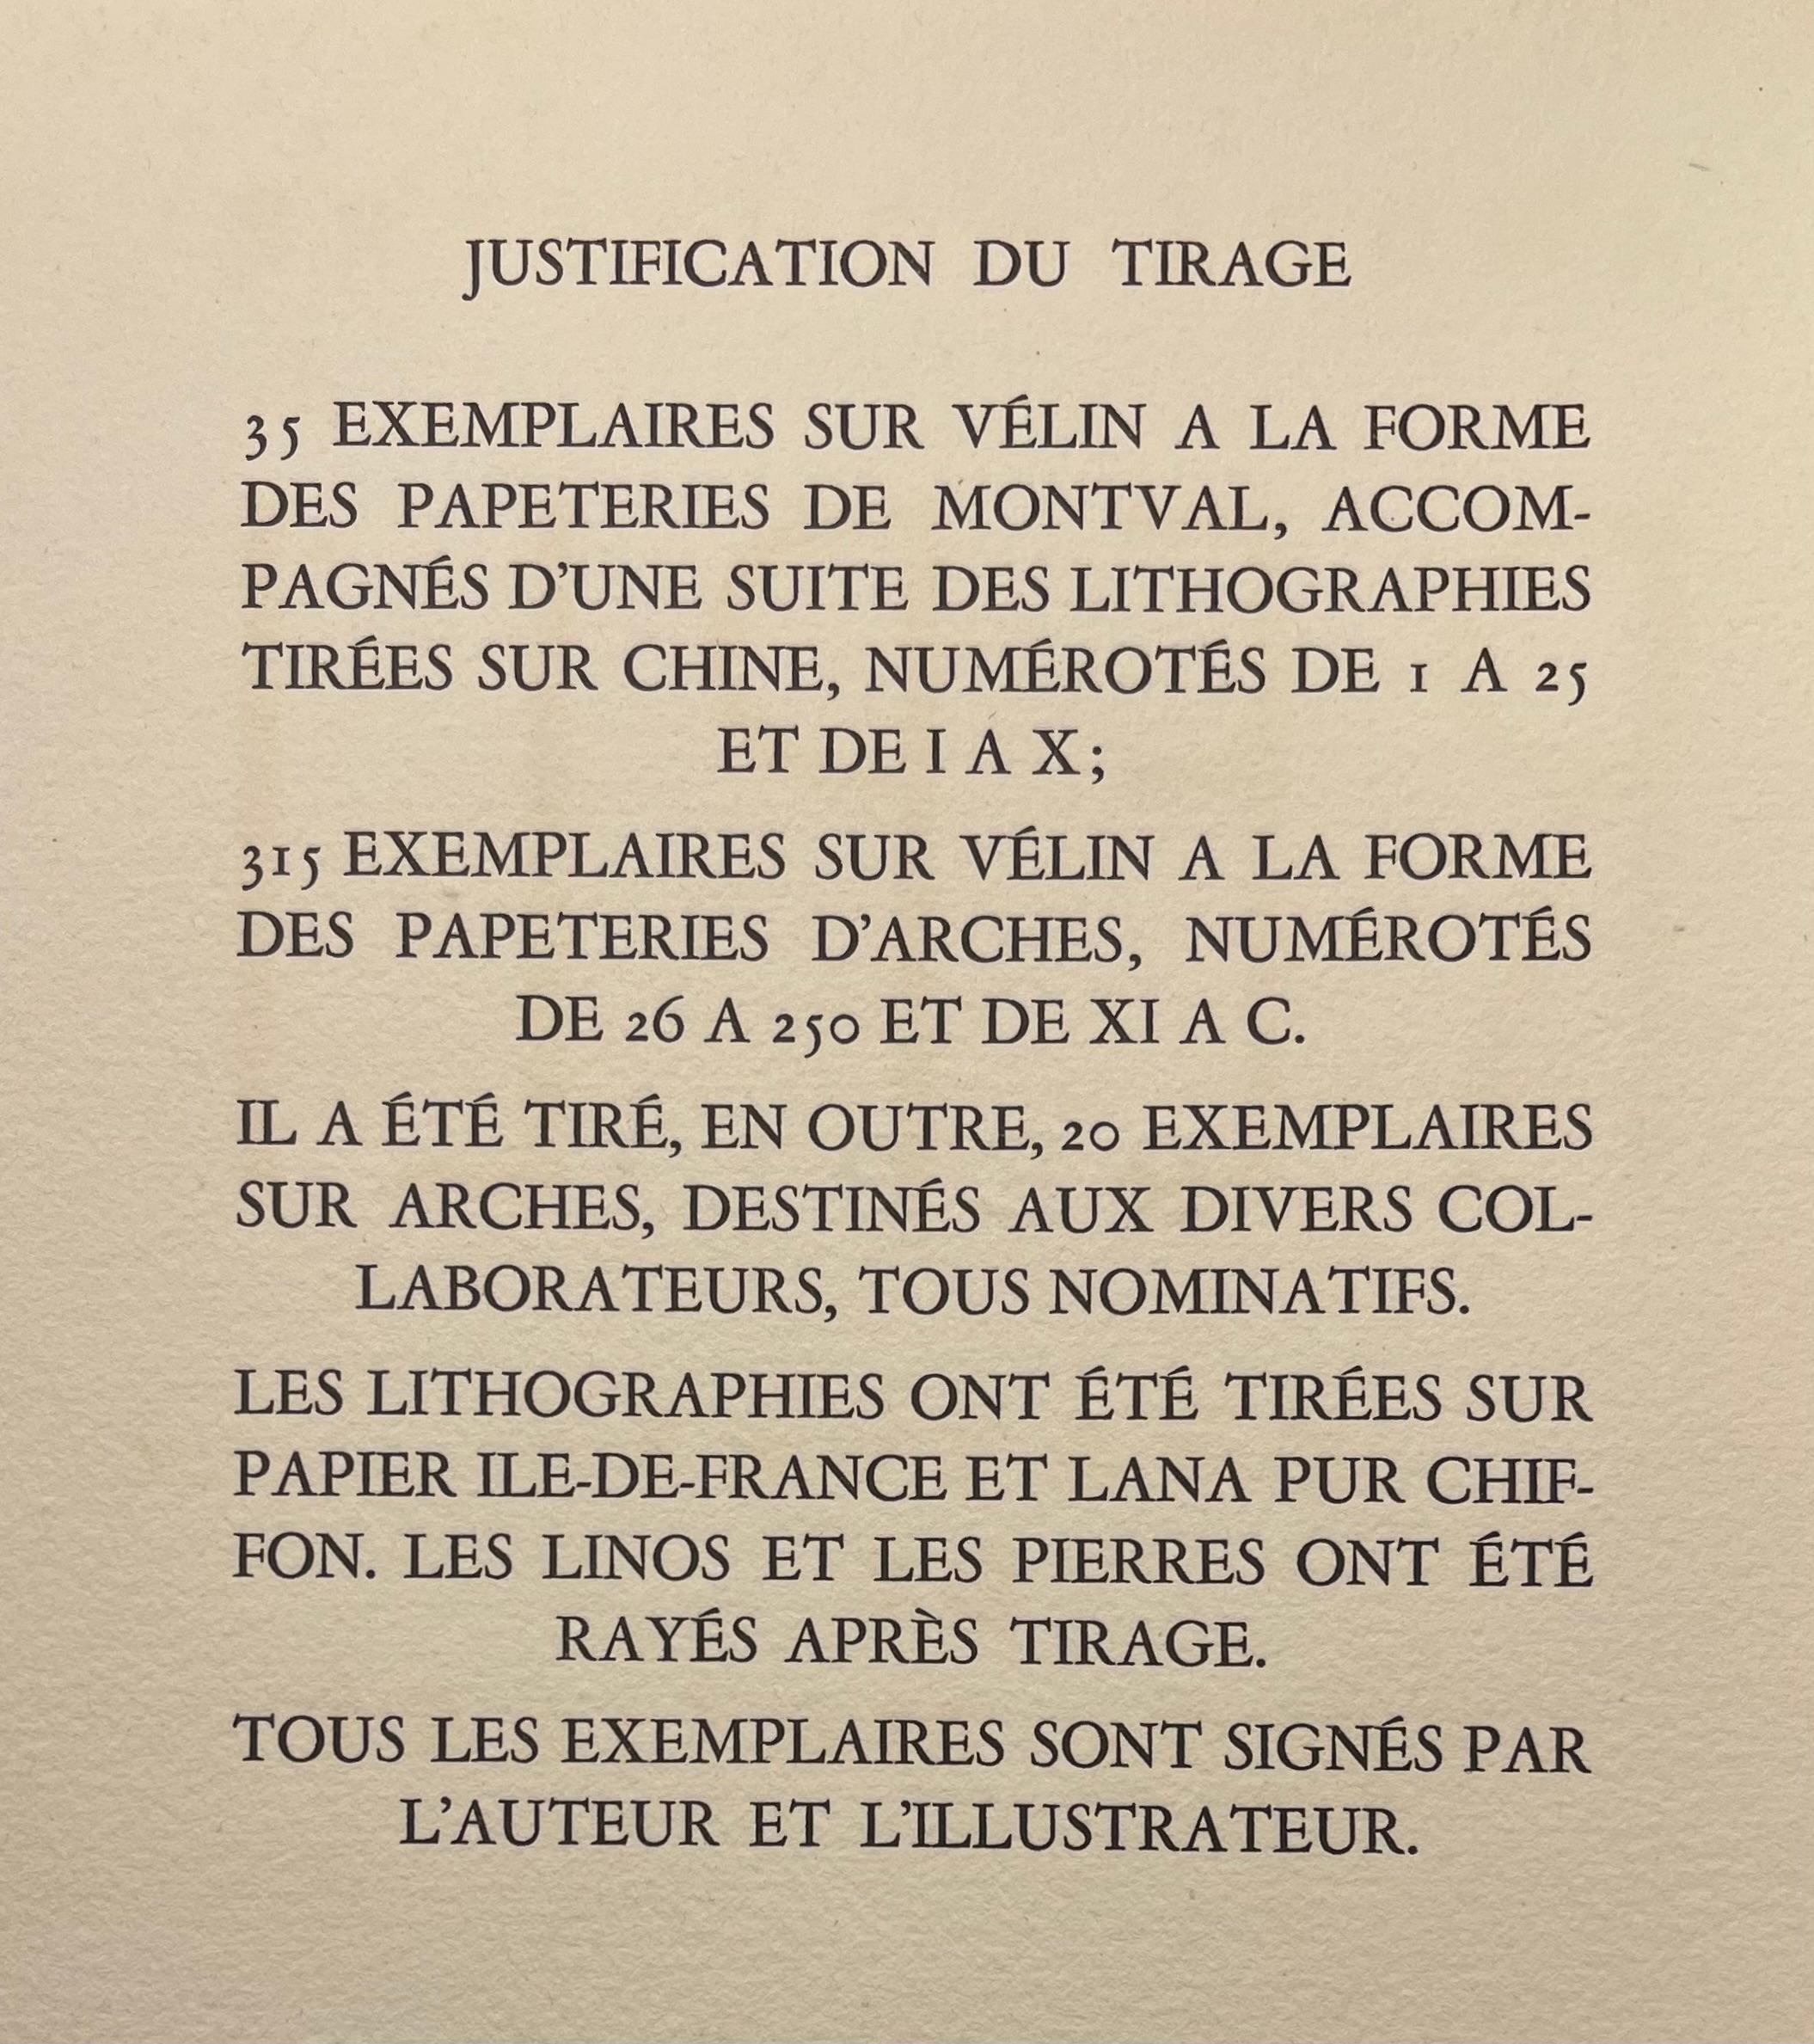 JUSTIFICATION DU TIRAGE
35 EXEMPLAIRES SUR VÉLIN A LA FORME
DES PAPETERIES DE MONTVAL, ACCOM-
PAGNÉS D'UNE SUITE DES LITHOGRAPHIES
TIRÉES SUR CHINE, NUMÉROTÉS DE 1 A 25
ET DE I A X;
315 EXEMPLAIRES SUR VÉLIN A LA FORME
DES PAPETERIES D'ARCHES, NUMÉROTÉS
DE 26 A 250 ET DE XI A C.
IL A ÉTÉ TIRÉ, EN OUTRE, 20 EXEMPLAIRES
SUR ARCHES, DESTINÉS AUX DIVERS COL-
LABORATEURS, TOUS NOMINATIFS.
LES LITHOGRAPHIES ONT ÉTÉ TIRÉES SUR
PAPIER ILE-DE-FRANCE ET LANA PUR CHIF-
FON. LES LINOS ET LES PIERRES ONT ÉTÉ
RAYÉS APRÈS TIRAGE.
TOUS LES EXEMPLAIRES SONT SIGNÉS PAR
L'AUTEUR ET L'ILLUSTRATEUR.